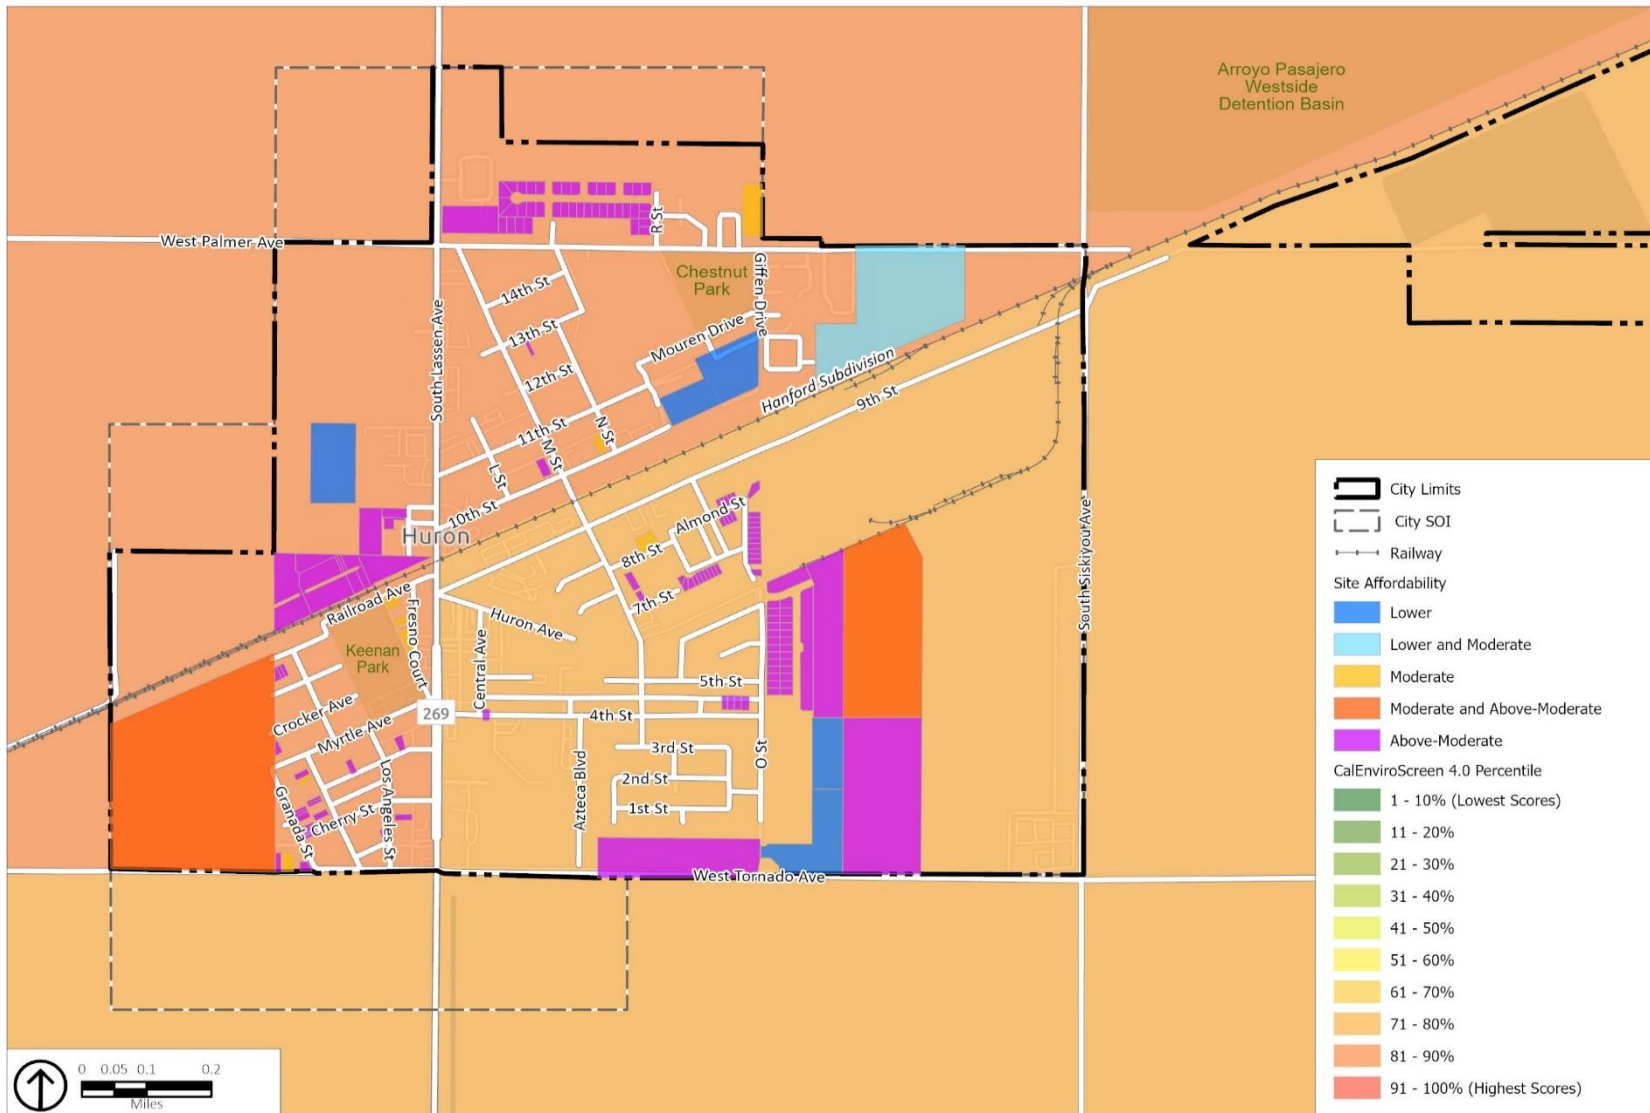 Arroyo Pasajero
Westside
Detention Basin
West Palmer Ave
R St
Chestnut
Park
Giffen Drive
14th St
13th St
12th St
11th St
10th St
Mouren Drive
Hanford Subdivision
9th St
South Lassen Ave
N St
M St
L St
Huron
Almond St
8th St
7th St
Railroad Ave
Fresno Court
Huron Ave
Central Ave
Keenan
Park
South Siskiyou Ave
5th St
269
4th St
Crocker Ave
Myrtle Ave
3rd St
2nd St
1st St
O St
Azteca Blvd
Los Angeles St
Granada St
Cherry St
West Tornado Ave
City Limits
City SOI
Railway
Site Affordability
Lower
Lower and Moderate
Moderate
Moderate and Above-Moderate
Above-Moderate
CalEnviroScreen 4.0 Percentile
1 - 10% (Lowest Scores)
11 - 20%
21 - 30%
31 - 40%
41 - 50%
51 - 60%
61 - 70%
71 - 80%
81 - 90%
91 - 100% (Highest Scores)
0 0.05 0.1 0.2
Miles